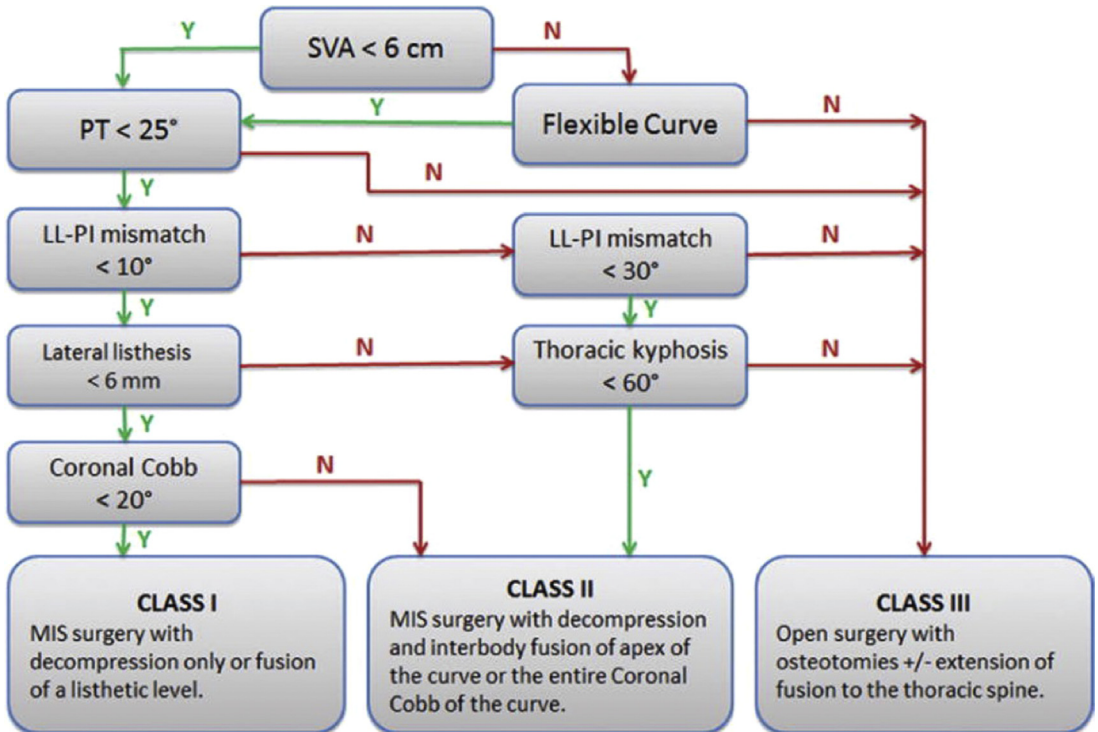 Y
SVA < 6 cm
N
PT < 25°
Y
Flexible Curve
N
N
Y
LL-PI mismatch
< 10°
N
LL-PI mismatch
< 30°
N
Y
Y
Lateral listhesis
< 6 mm
N
Thoracic kyphosis
< 60°
N
Y
Coronal Cobb
< 20°
N
Y
Y
CLASS I
MIS surgery with
decompression only or fusion
of a listhetic level.
CLASS II
MIS surgery with decompression
and interbody fusion of apex of
the curve or the entire Coronal
Cobb of the curve.
CLASS III
Open surgery with
osteotomies +/- extension of
fusion to the thoracic spine.